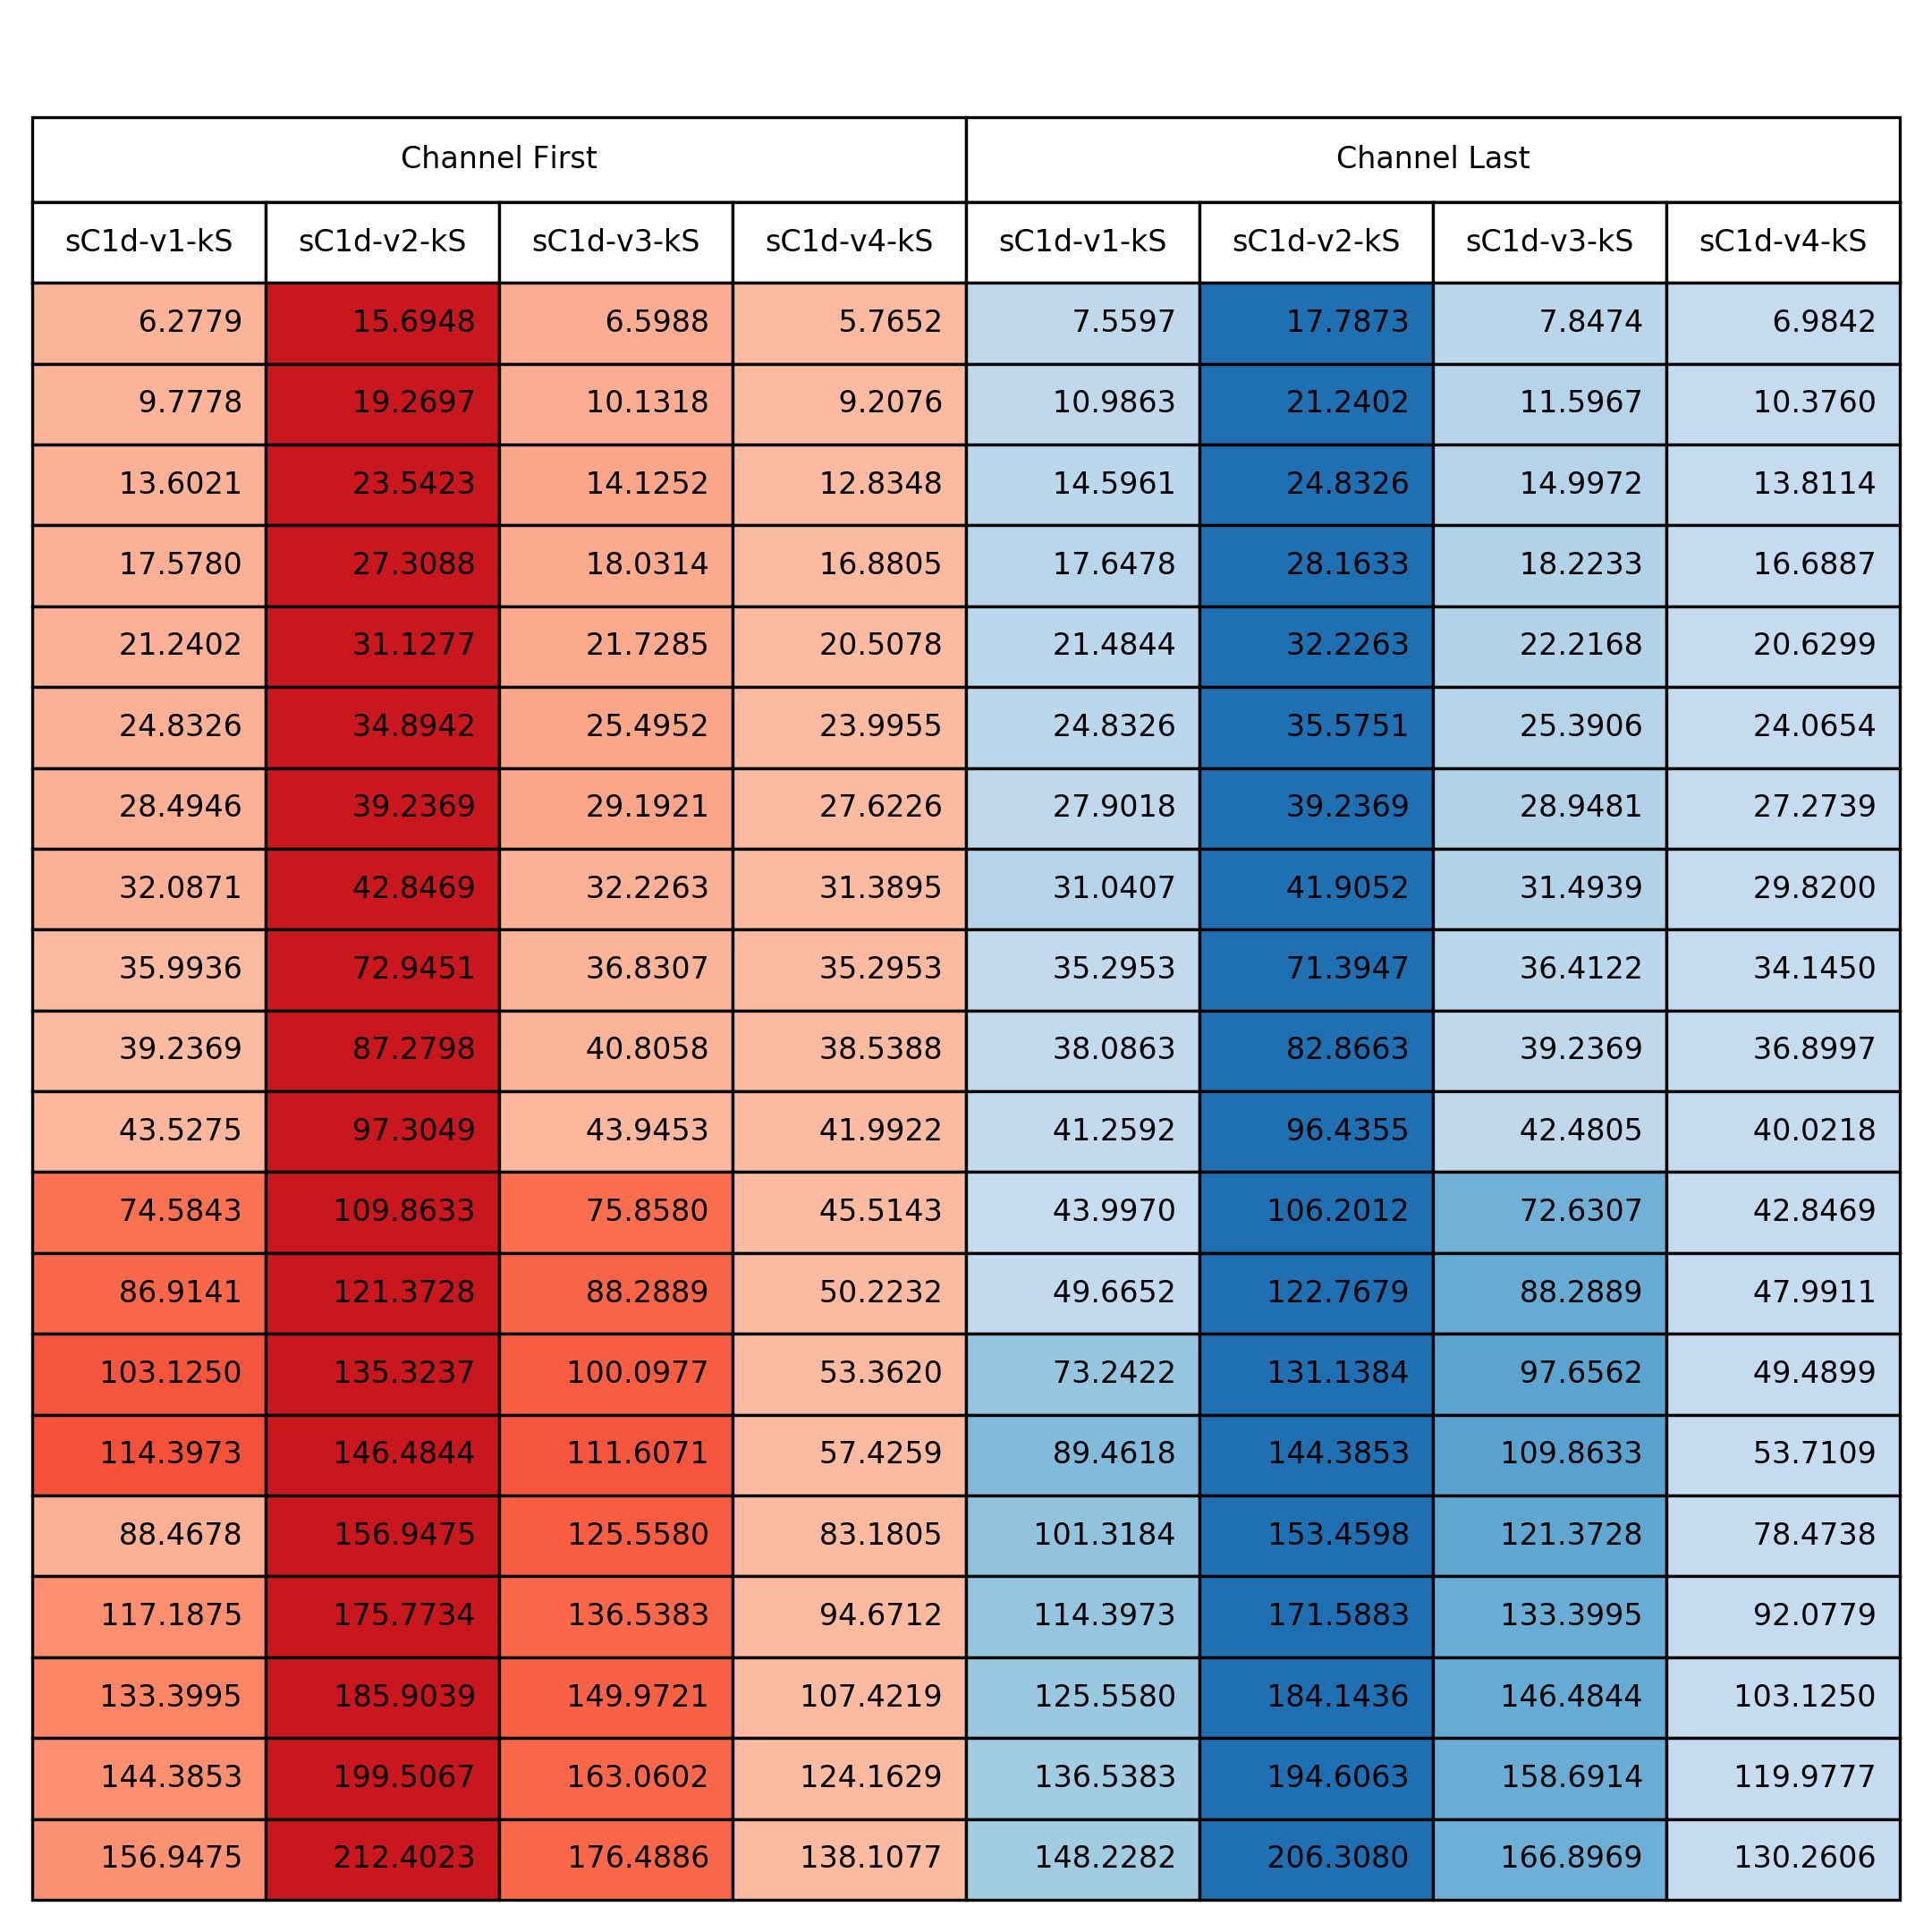 Channel First Channel Last
sC1d-v1-kS sC1d-v2-kS sC1d-v3-kS sC1d-v4-kS sC1d-v1-kS sC1d-v2-kS sC1d-v3-kS sC1d-v4-kS
6.2779 15.6948 6.5988 5.7652 7.5597 17.7873 7.8474 6.9842
9.7778 19.2697 10.1318 9.2076 10.9863 21.2402 11.5967 10.3760
13.6021 23.5423 14.1252 12.8348 14.5961 24.8326 14.9972 13.8114
17.5780 27.3088 18.0314 16.8805 17.6478 28.1633 18.2233 16.6887
21.2402 31.1277 21.7285 20.5078 21.4844 32.2263 22.2168 20.6299
24.8326 34.8942 25.4952 23.9955 24.8326 35.5751 25.3906 24.0654
28.4946 39.2369 29.1921 27.6226 27.9018 39.2369 28.9481 27.2739
32.0871 42.8469 32.2263 31.3895 31.0407 41.9052 31.4939 29.8200
35.9936 72.9451 36.8307 35.2953 35.2953 71.3947 36.4122 34.1450
39.2369 87.2798 40.8058 38.5388 38.0863 82.8663 39.2369 36.8997
43.5275 97.3049 43.9453 41.9922 41.2592 96.4355 42.4805 40.0218
74.5843 109.8633 75.8580 45.5143 43.9970 106.2012 72.6307 42.8469
86.9141 121.3728 88.2889 50.2232 49.6652 122.7679 88.2889 47.9911
103.1250 135.3237 100.0977 53.3620 73.2422 131.1384 97.6562 49.4899
114.3973 146.4844 111.6071 57.4259 89.4618 144.3853 109.8633 53.7109
88.4678 156.9475 125.5580 83.1805 101.3184 153.4598 121.3728 78.4738
117.1875 175.7734 136.5383 94.6712 114.3973 171.5883 133.3995 92.0779
133.3995 185.9039 149.9721 107.4219 125.5580 184.1436 146.4844 103.1250
144.3853 199.5067 163.0602 124.1629 136.5383 194.6063 158.6914 119.9777
156.9475 212.4023 176.4886 138.1077 148.2282 206.3080 166.8969 130.2606